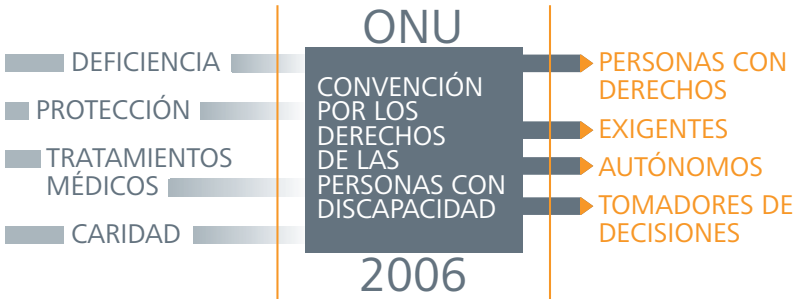 DEFICIENCIA
PROTECCIÓN
TRATAMIENTOS
MÉDICOS
CARIDAD
ONU
CONVENCIÓN
POR LOS
DERECHOS
DE LAS
PERSONAS CON
DISCAPACIDAD
2006
PERSONAS CON
DERECHOS
EXIGENTES
AUTÓNOMOS
TOMADORES DE
DECISIONES